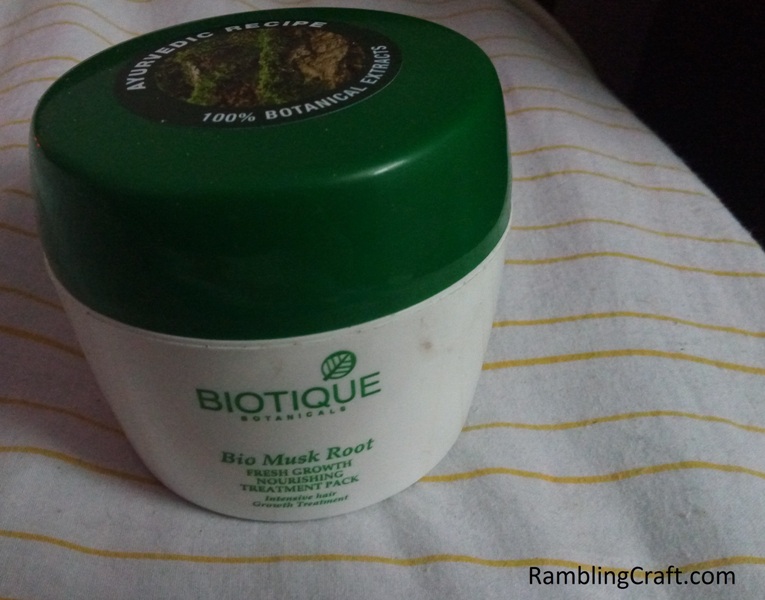 AYURVEDIC RECIPE
100% BOTANICAL EXTRACTS
BIOTIQUE
BOTANICALS
Bio Musk Root
FRESH GROWTH
NOURISHING
TREATMENT PACK
Intensive hair
Growth Treatment
RamblingCraft.com